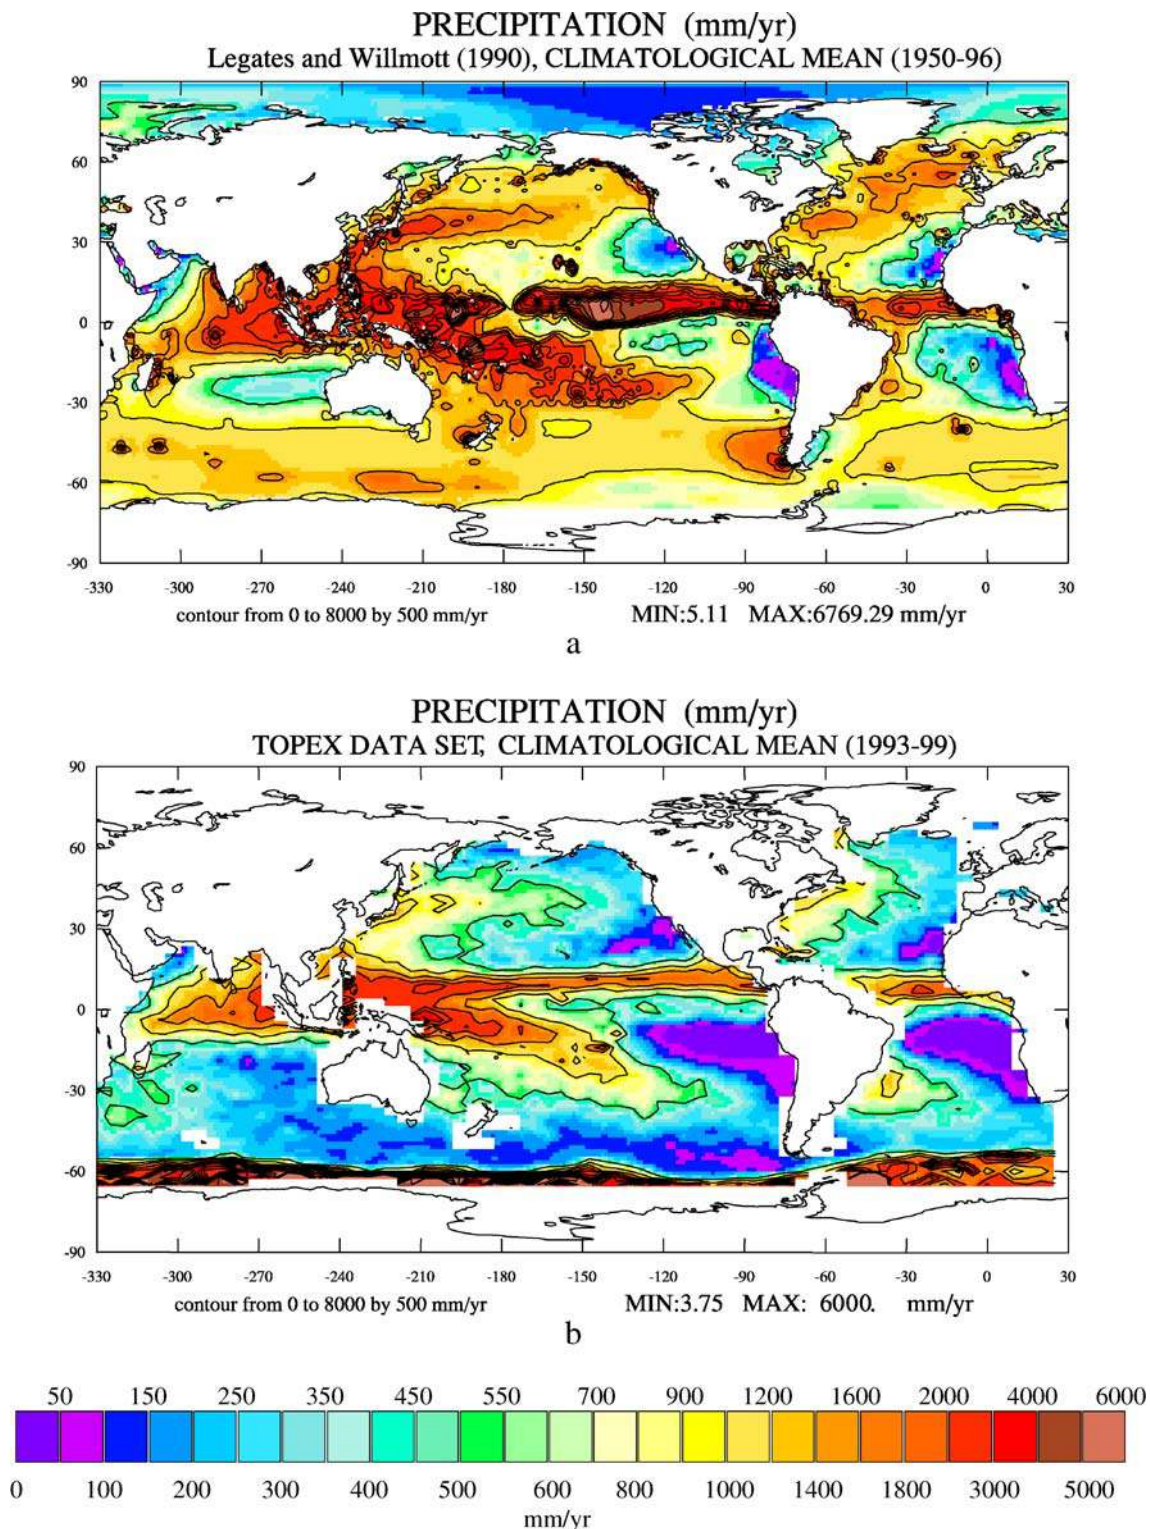 PRECIPITATION (mm/yr)
Legates and Willmott (1990), CLIMATOLOGICAL MEAN (1950-96)
90
60
30
0
-30
-60
-90
-330 -300 -270 -240 -210 -180 -150 -120 -90 -60 -30 0 30
contour from 0 to 8000 by 500 mm/yr MIN:5.11 MAX:6769.29 mm/yr
a
PRECIPITATION (mm/yr)
TOPEX DATA SET, CLIMATOLOGICAL MEAN (1993-99)
90
60
30
0
-30
-60
-90
-330 -300 -270 -240 -210 -180 -150 -120 -90 -60 -30 0 30
contour from 0 to 8000 by 500 mm/yr MIN:3.75 MAX: 6000. mm/yr
b
50 150 250 350 450 550 700 900 1200 1600 2000 4000 6000
0 100 200 300 400 500 600 800 1000 1400 1800 3000 5000
mm/yr